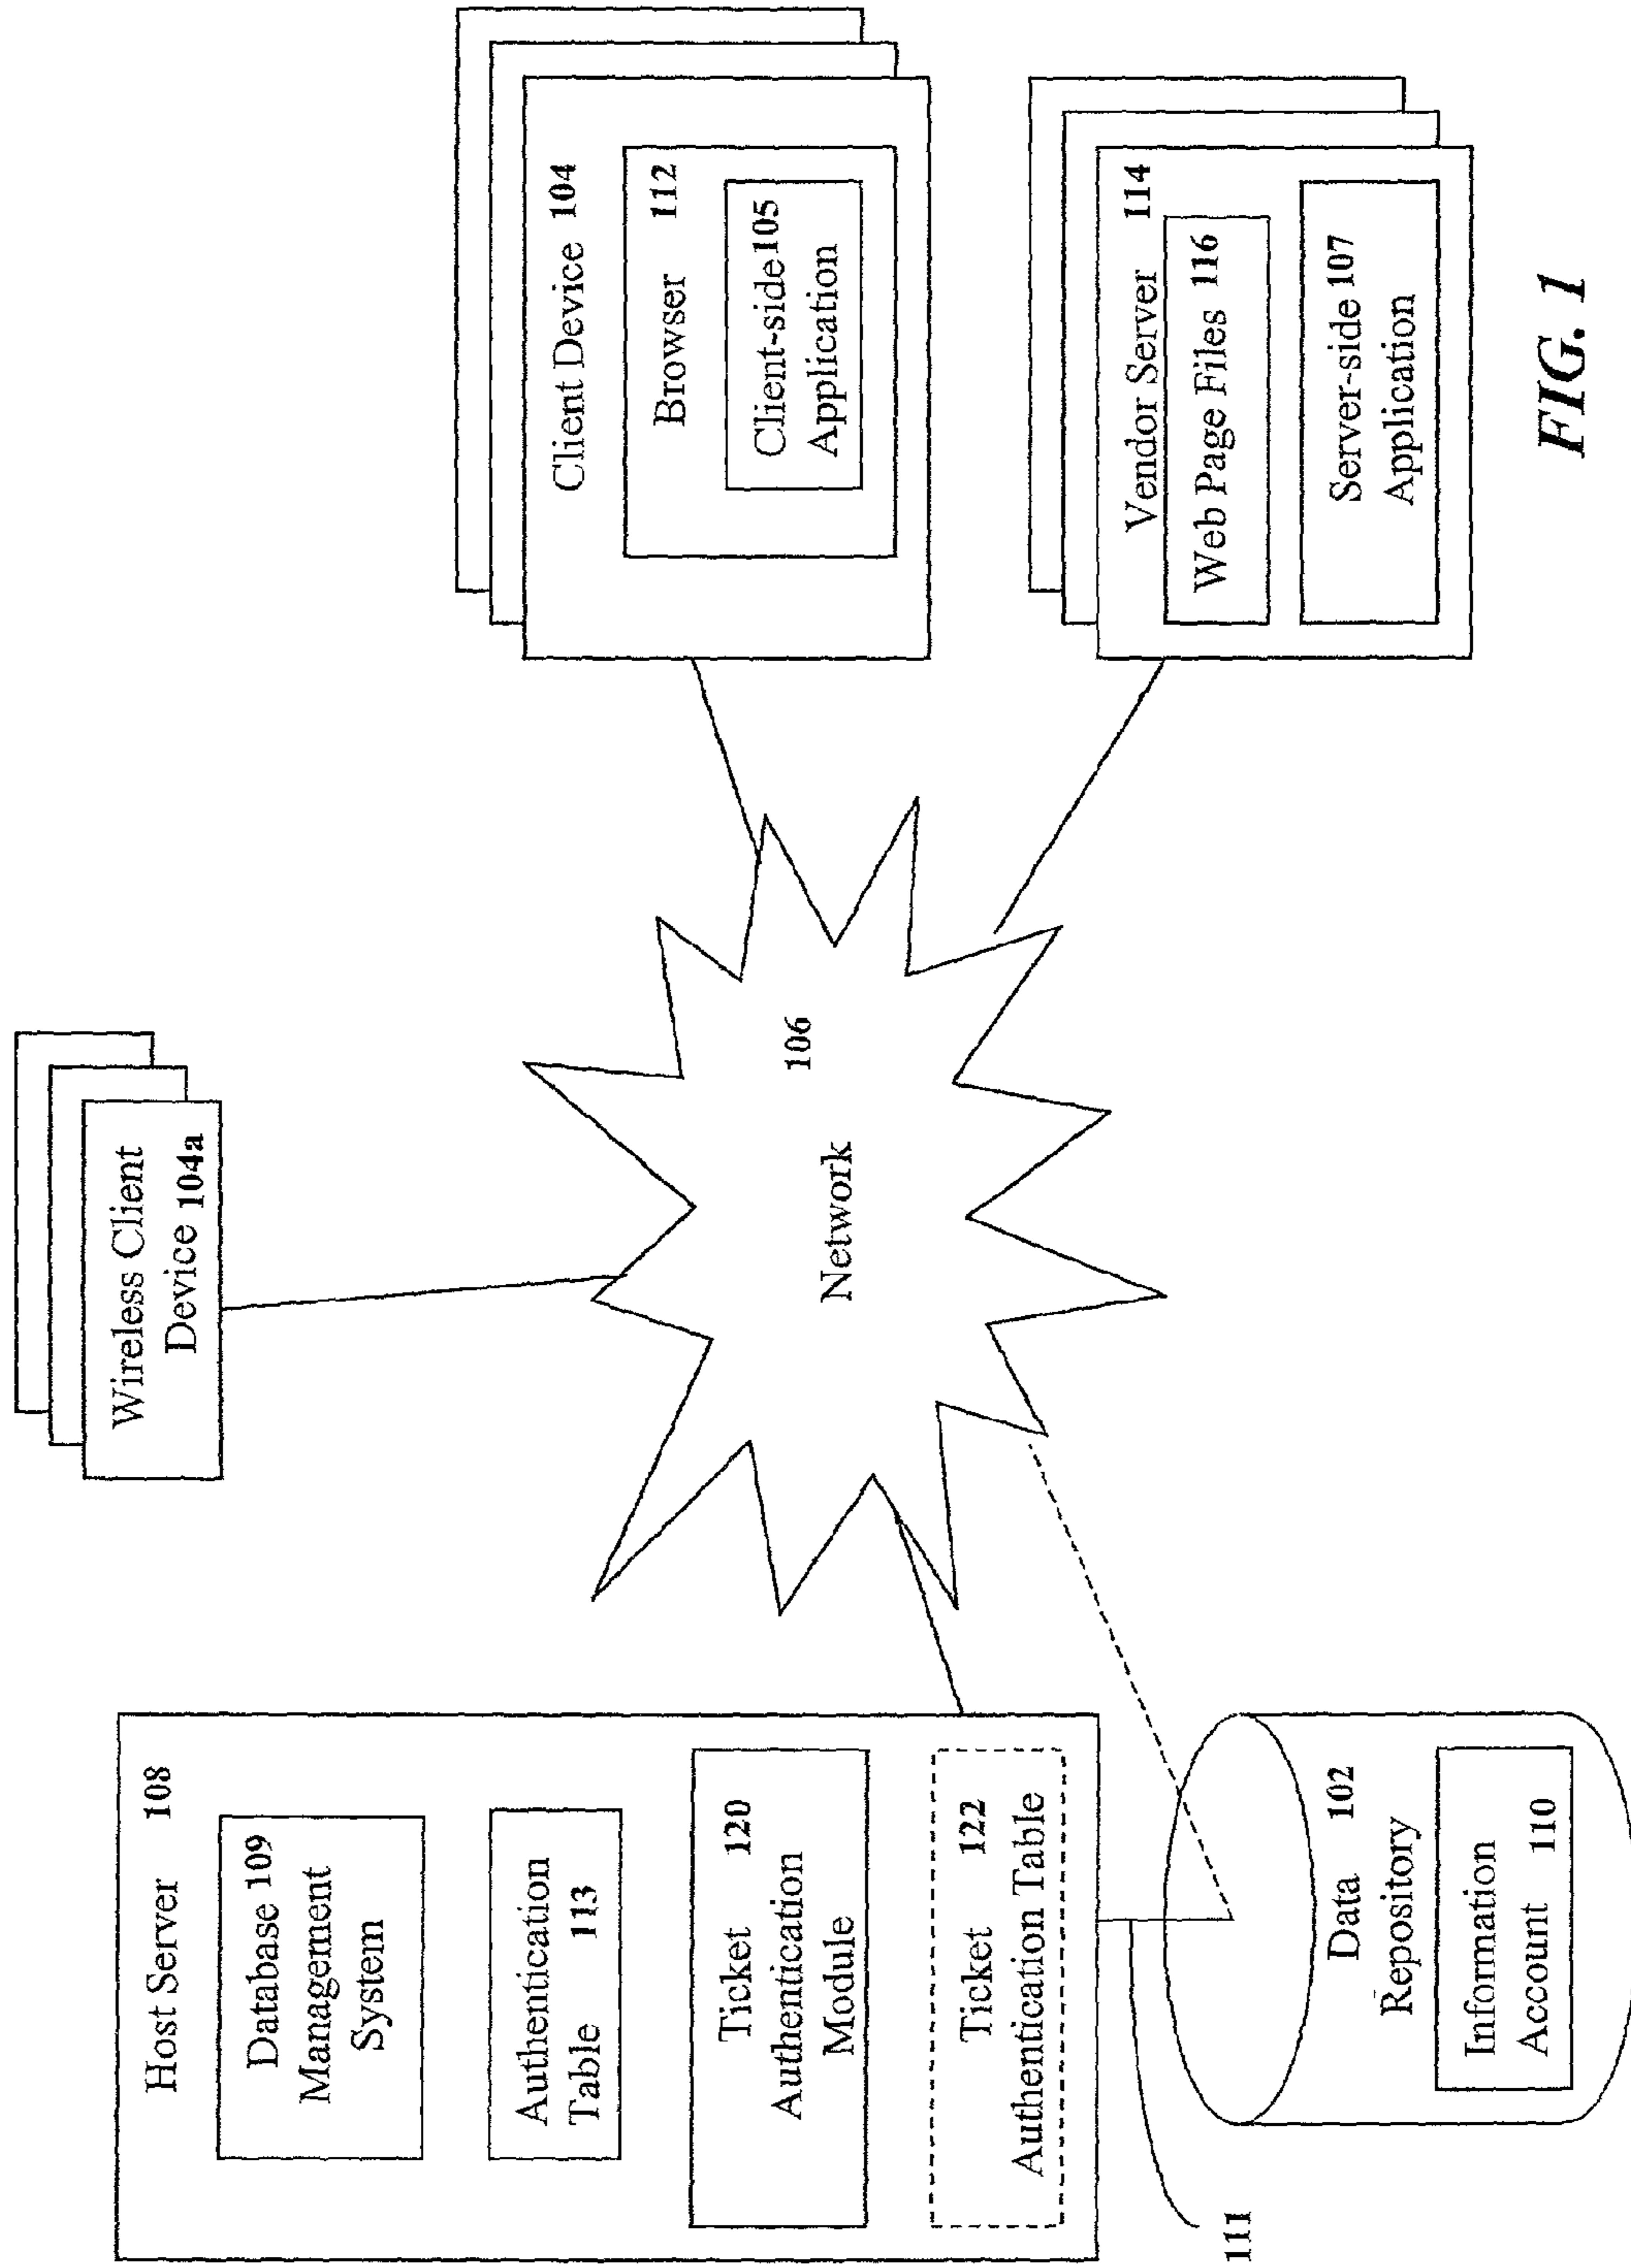 Host Server 108
Database 109
Management
System
Authentication
Table 113
Ticket 120
Authentication
Module
Ticket 122
Authentication Table
111
Data 102
Repository
Information
Account 110
Wireless Client
Device 104a
106
Network
Client Device 104
Browser 112
Client-side 105
Application
Vendor Server 114
Web Page Files 116
Server-side 107
Application
FIG. 1